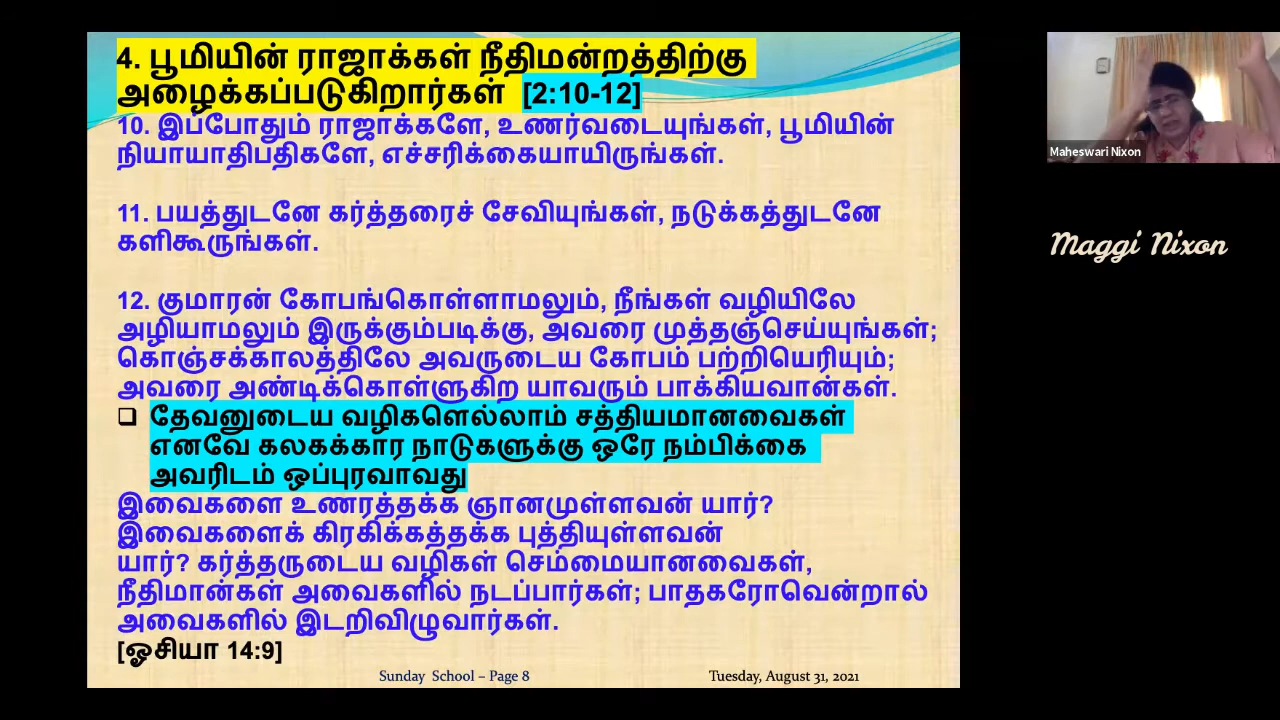 4. பூமியின் ராஜாக்கள் நீதிமன்றத்திற்கு
அழைக்கப்படுகிறார்கள் [2:10-12]
10. இப்போதும் ராஜாக்களே, உணர்வடையுங்கள், பூமியின்
நியாயாதிபதிகளே, எச்சரிக்கையாயிருங்கள்.
11. பயத்துடனே கர்த்தரைச் சேவியுங்கள், நடுக்கத்துடனே
களிகூருங்கள்.
12. குமாரன் கோபங்கொள்ளாமலும், நீங்கள் வழியிலே
அழியாமலும் இருக்கும்படிக்கு, அவரை முத்தஞ்செய்யுங்கள்;
கொஞ்சக்காலத்திலே அவருடைய கோபம் பற்றியெரியும்;
அவரை அண்டிக்கொள்ளுகிற யாவரும் பாக்கியவான்கள்.
❑ தேவனுடைய வழிகளெல்லாம் சத்தியமானவைகள்
எனவே கலகக்கார நாடுகளுக்கு ஒரே நம்பிக்கை
அவரிடம் ஒப்புரவாவது
இவைகளை உணரத்தக்க ஞானமுள்ளவன் யார்?
இவைகளைக் கிரகிக்கத்தக்க புத்தியுள்ளவன்
யார்? கர்த்தருடைய வழிகள் செம்மையானவைகள்,
நீதிமான்கள் அவைகளில் நடப்பார்கள்; பாதகரோவென்றால்
அவைகளில் இடறிவிழுவார்கள்.
[ஓசியா 14:9]
Sunday School – Page 8
Tuesday, August 31, 2021
Maheswari Nixon
Maggi Nixon